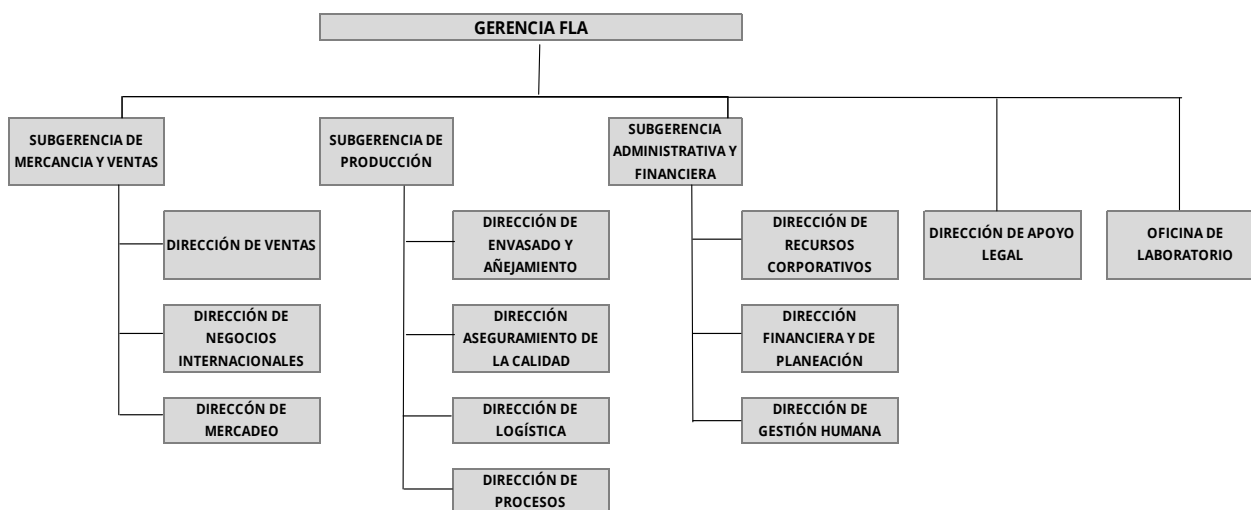 GERENCIA FLA
SUBGERENCIA DE
MERCANCIA Y VENTAS
SUBGERENCIA DE
PRODUCCIÓN
SUBGERENCIA
ADMINISTRATIVA Y
FINANCIERA
DIRECCIÓN DE VENTAS
DIRECCIÓN DE
ENVASADO Y
AÑEJAMIENTO
DIRECCIÓN DE
RECURSOS
CORPORATIVOS
DIRECCIÓN DE APOYO
LEGAL
OFICINA DE
LABORATORIO
DIRECCIÓN DE
NEGOCIOS
INTERNACIONALES
DIRECCIÓN
ASEGURAMIENTO DE
LA CALIDAD
DIRECCIÓN
FINANCIERA Y DE
PLANEACIÓN
DIRECCÓN DE
MERCADEO
DIRECCIÓN DE
LOGÍSTICA
DIRECCIÓN DE
GESTIÓN HUMANA
DIRECCIÓN DE
PROCESOS